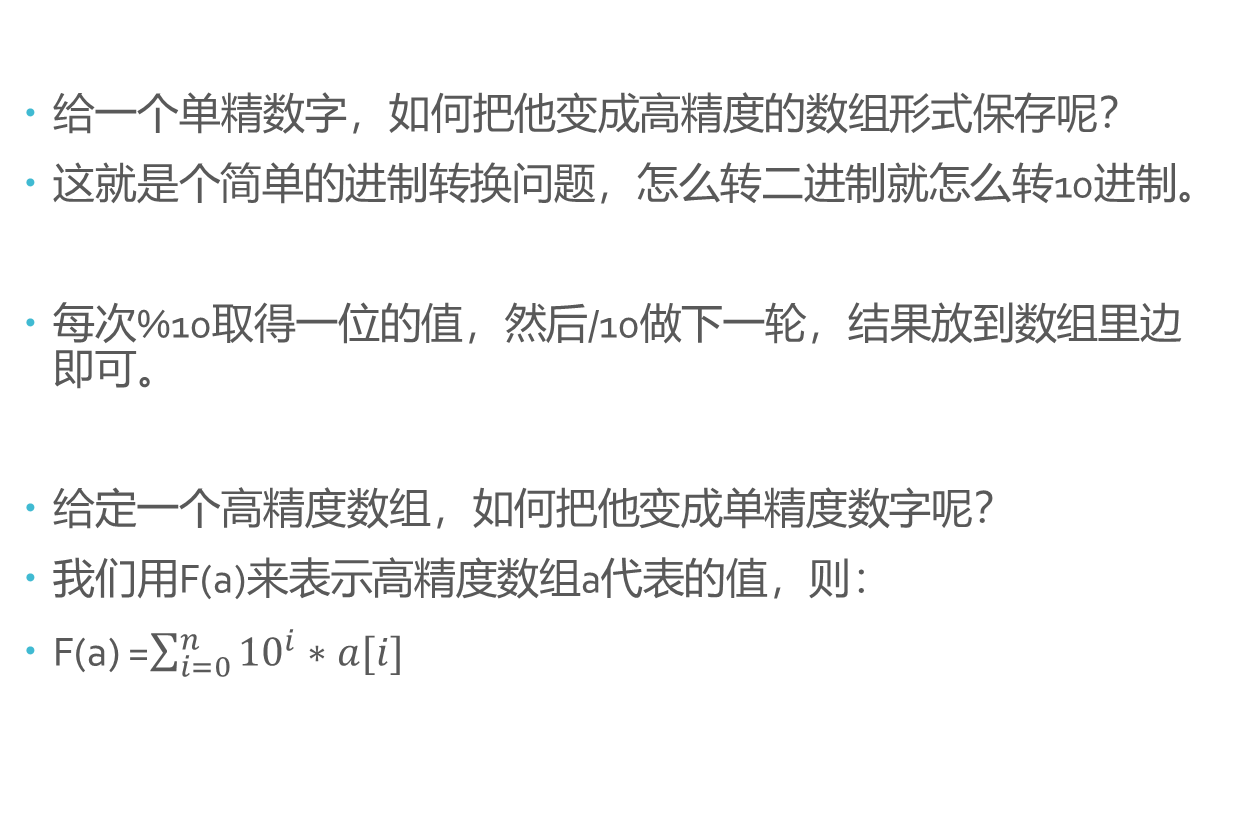 • 给一个单精数字，如何把他变成高精度的数组形式保存呢？
• 这就是个简单的进制转换问题，怎么转二进制就怎么转10进制。
• 每次%10取得一位的值，然后/10做下一轮，结果放到数组里边
即可。
• 给定一个高精度数组，如何把他变成单精度数字呢？
• 我们用F(a)来表示高精度数组a代表的值，则：
• F(a) =∑ⁿᵢ₌₀ 10ⁱ * a[i]